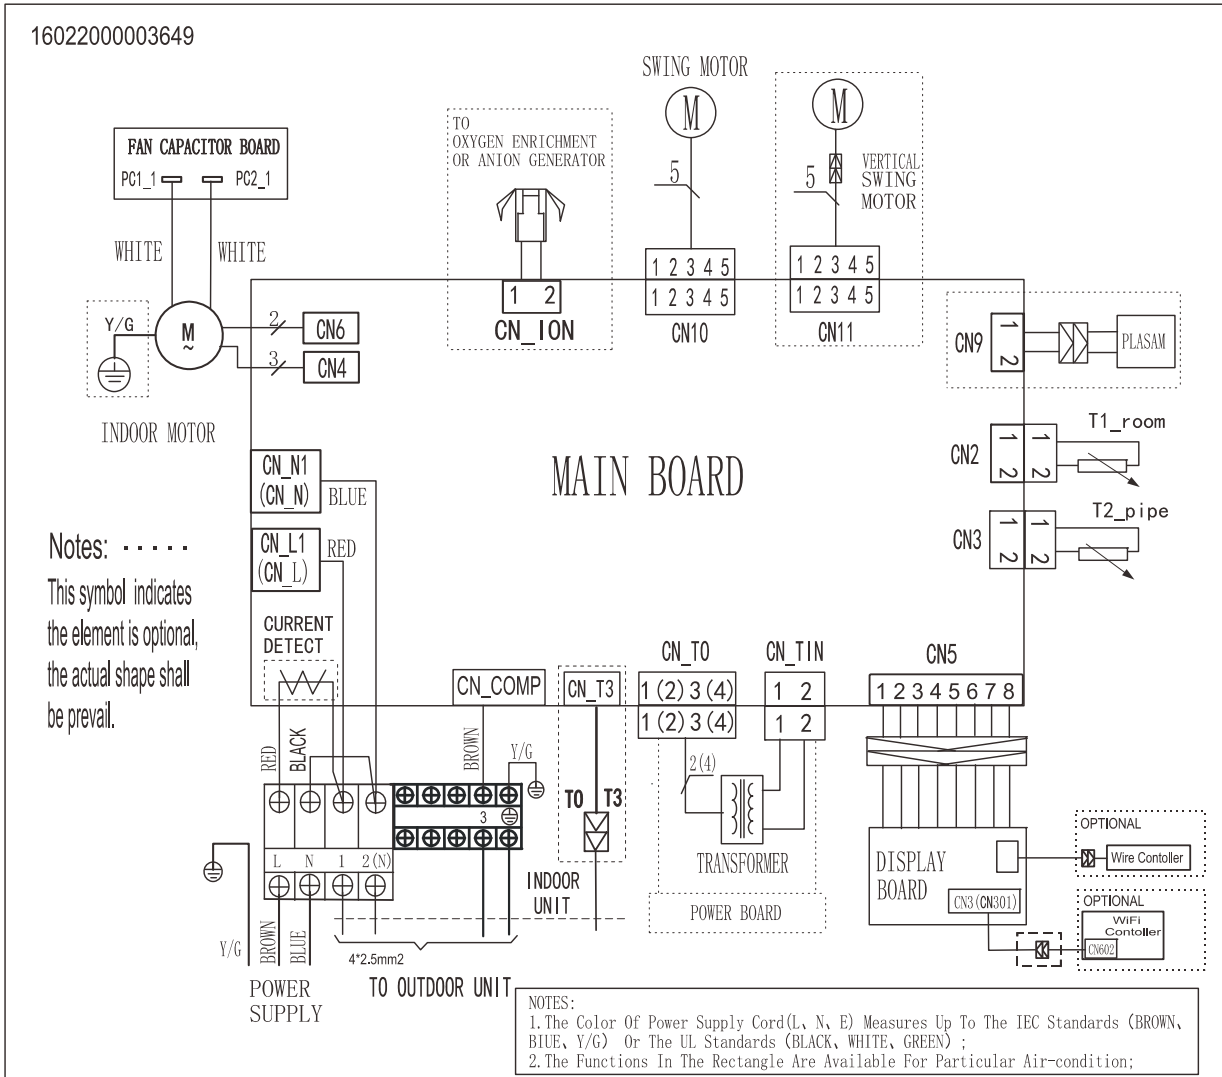 16022000003649
SWING MOTOR
M
M
VERTICAL
SWING
MOTOR
5
5
TO
OXYGEN ENRICHMENT
OR ANION GENERATOR
FAN CAPACITOR BOARD
PC1_1
PC2_1
WHITE
WHITE
1 2 3 4 5
1 2 3 4 5
CN10
1 2 3 4 5
1 2 3 4 5
CN11
1 2
CN_ION
Y/G
M
~
2
CN6
3
CN4
INDOOR MOTOR
CN9
1
2
PLASAM
T1_room
CN2
1
2
1
2
T2_pipe
CN3
1
2
1
2
MAIN BOARD
CN_N1
(CN_N)
BLUE
CN_L1
(CN_L)
RED
Notes: · · · · ·
This symbol indicates
the element is optional,
the actual shape shall
be prevail.
CURRENT
DETECT
CN_COMP
CN_T3
CN_TO
1(2)3(4)
1(2)3(4)
CN_TIN
1 2
1 2
CN5
1 2 3 4 5 6 7 8
RED
BLACK
BROWN
Y/G
TO T3
2(4)
TRANSFORMER
POWER BOARD
3
L N 1 2(N)
INDOOR
UNIT
DISPLAY
BOARD
CN3(CN301)
OPTIONAL
Wire Contoller
OPTIONAL
WiFi
Contoller
CN602
Y/G
BROWN
BLUE
4*2.5mm2
POWER
SUPPLY
TO OUTDOOR UNIT
NOTES:
1.The Color Of Power Supply Cord(L、N、E) Measures Up To The IEC Standards (BROWN、
BIUE、Y/G) Or The UL Standards (BLACK、WHITE、GREEN) ;
2.The Functions In The Rectangle Are Available For Particular Air-condition;